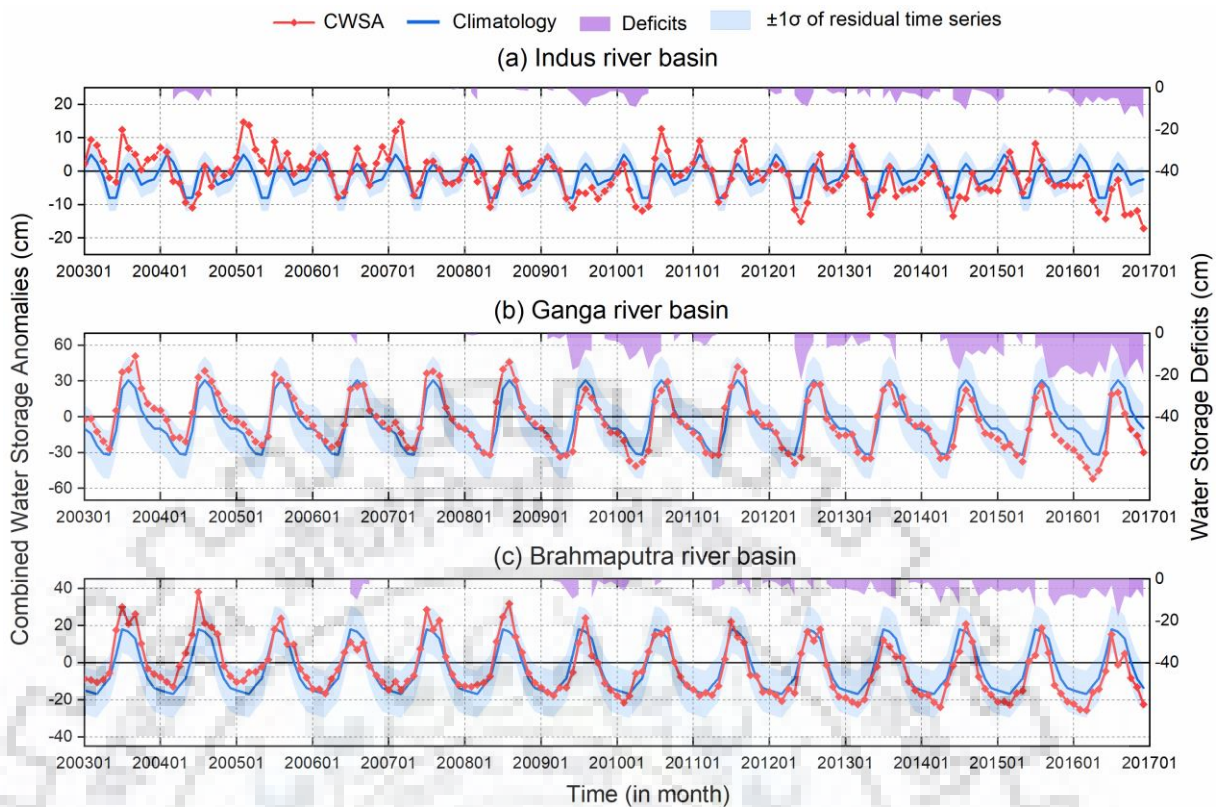 CWSA Climatology Deficits ±1σ of residual time series
(a) Indus river basin
20
10
0
-10
-20
0
-20
-40
200301 200401 200501 200601 200701 200801 200901 201001 201101 201201 201301 201401 201501 201601 201701
(b) Ganga river basin
60
30
0
-30
-60
0
-20
-40
200301 200401 200501 200601 200701 200801 200901 201001 201101 201201 201301 201401 201501 201601 201701
(c) Brahmaputra river basin
40
20
0
-20
-40
0
-20
-40
200301 200401 200501 200601 200701 200801 200901 201001 201101 201201 201301 201401 201501 201601 201701
Time (in month)
Combined Water Storage Anomalies (cm)
Water Storage Deficits (cm)